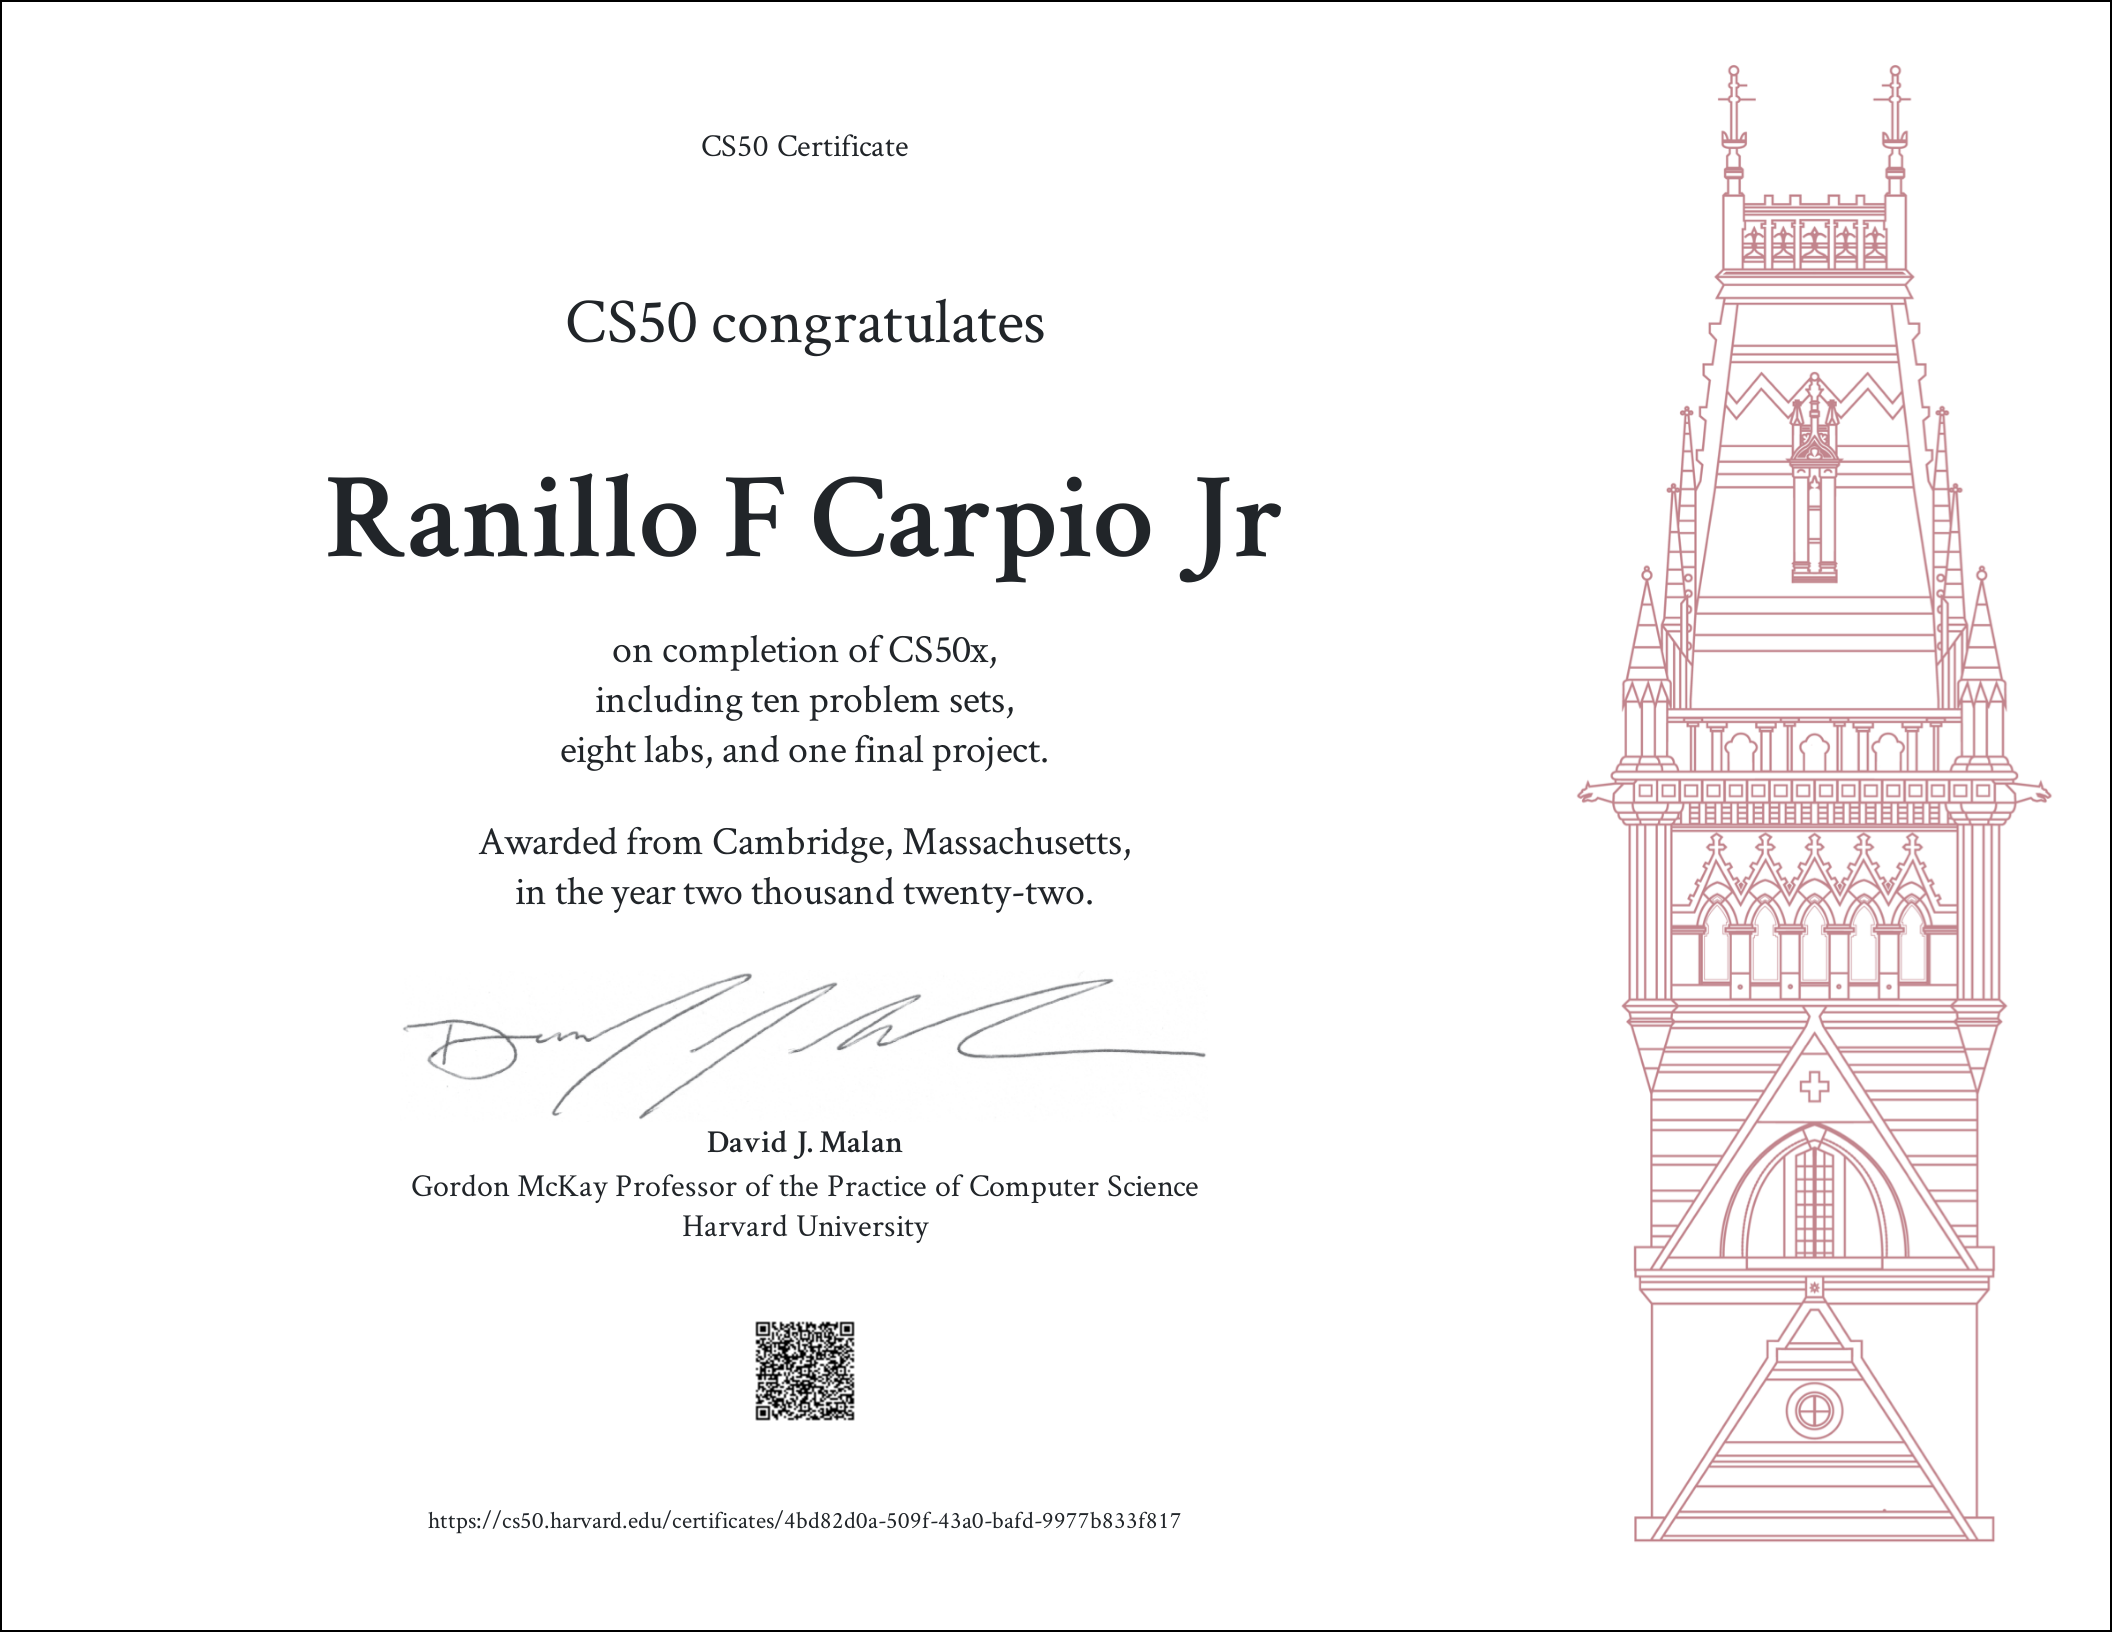 CS50 Certificate
CS50 congratulates
Ranillo F Carpio Jr
on completion of CS50x,
including ten problem sets,
eight labs, and one final project.
Awarded from Cambridge, Massachusetts,
in the year two thousand twenty-two.
David J. Malan
Gordon McKay Professor of the Practice of Computer Science
Harvard University
https://cs50.harvard.edu/certificates/4bd82d0a-509f-43a0-bafd-9977b833f817